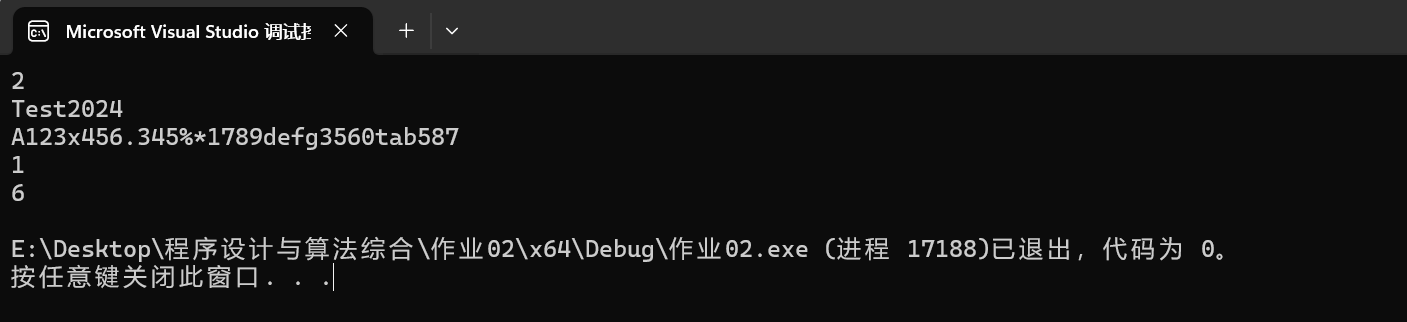 Microsoft Visual Studio 调试
2
Test2024
A123x456.345%*1789defg3560tab587
1
6
E:\Desktop\程序设计与算法综合\作业02\x64\Debug\作业02.exe (进程 17188)已退出，代码为 0。
按任意键关闭此窗口. . .